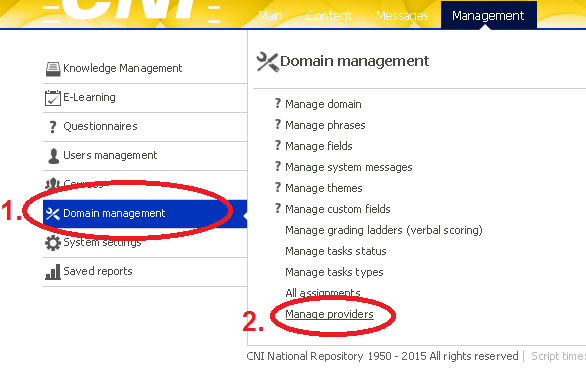 CNI
Main Content Messages Management
Knowledge Management
E-Learning
? Questionnaires
Users management
1. Domain management
System settings
Saved reports
Domain management
? Manage domain
? Manage phrases
? Manage fields
? Manage system messages
? Manage themes
? Manage custom fields
Manage grading ladders (verbal scoring)
Manage tasks status
Manage tasks types
All assignments
2. Manage providers
CNI National Repository 1950 - 2015 All rights reserved | Script time: